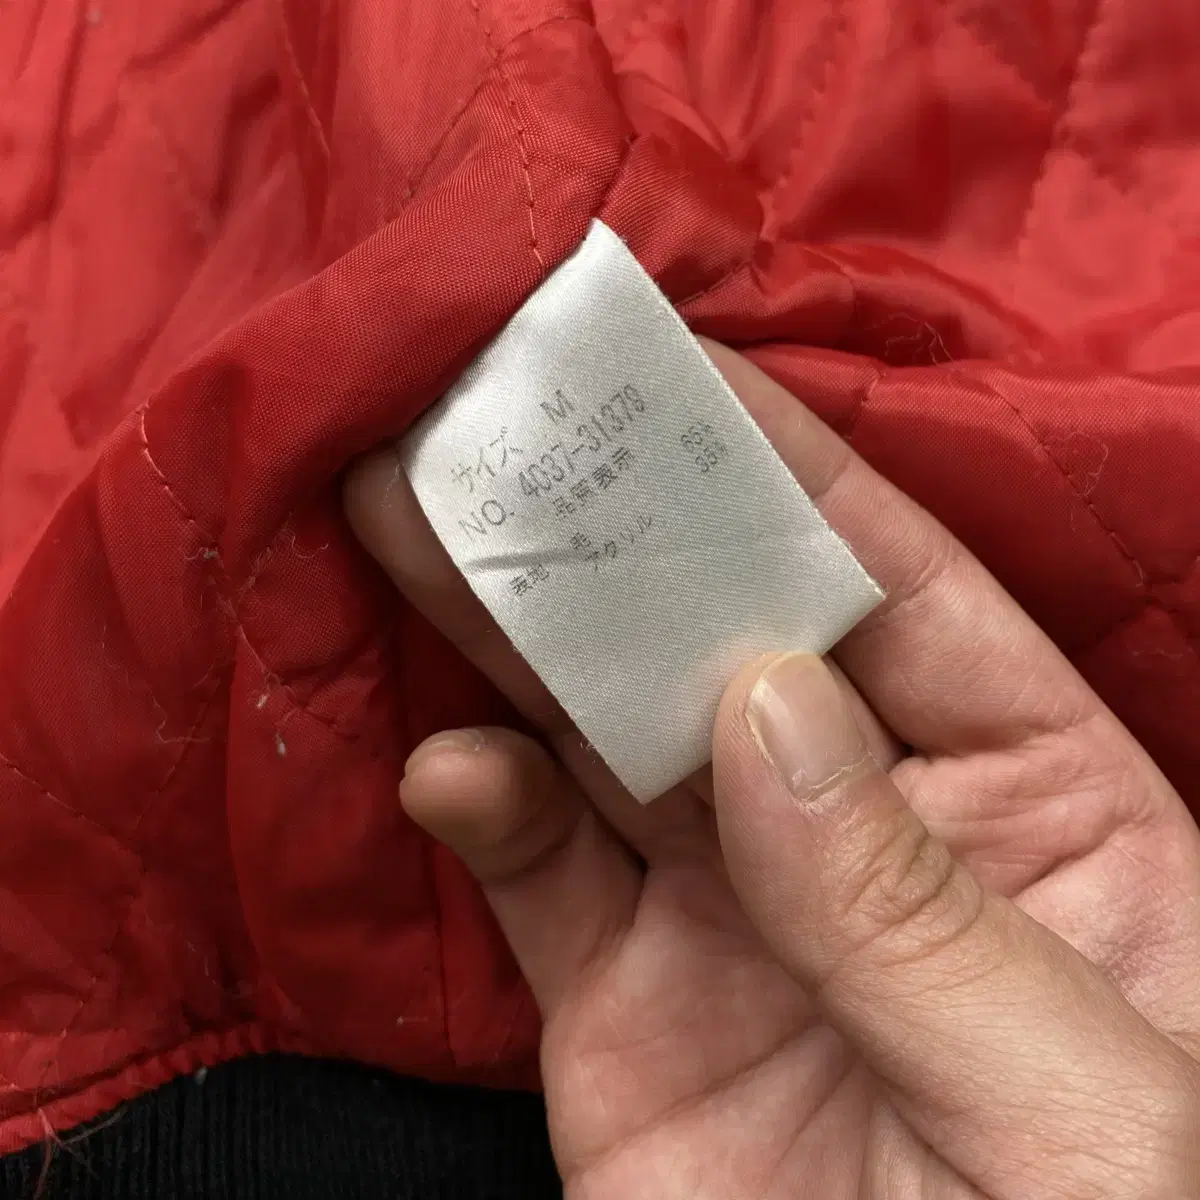 サイズ M
NO. 4037-31379
品質表示
表地 毛 65%
アクリル 35%